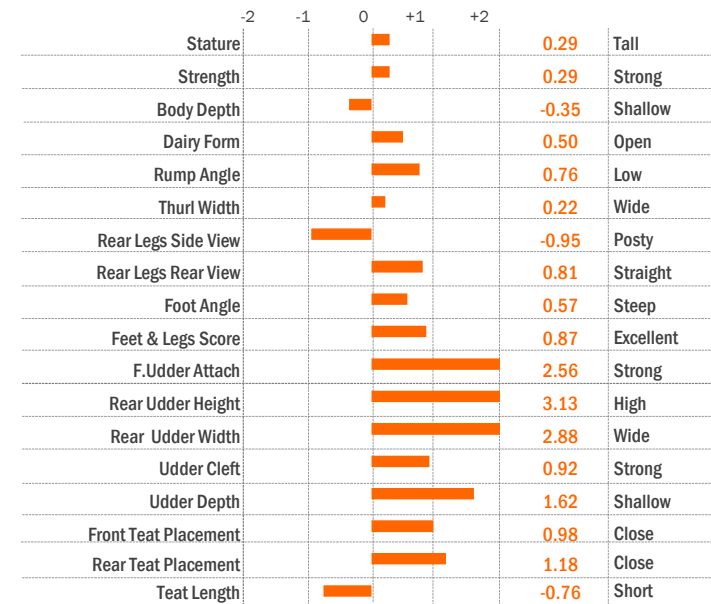 -2 -1 0 +1 +2
Stature 0.29 Tall
Strength 0.29 Strong
Body Depth -0.35 Shallow
Dairy Form 0.50 Open
Rump Angle 0.76 Low
Thurl Width 0.22 Wide
Rear Legs Side View -0.95 Posty
Rear Legs Rear View 0.81 Straight
Foot Angle 0.57 Steep
Feet & Legs Score 0.87 Excellent
F.Udder Attach 2.56 Strong
Rear Udder Height 3.13 High
Rear Udder Width 2.88 Wide
Udder Cleft 0.92 Strong
Udder Depth 1.62 Shallow
Front Teat Placement 0.98 Close
Rear Teat Placement 1.18 Close
Teat Length -0.76 Short